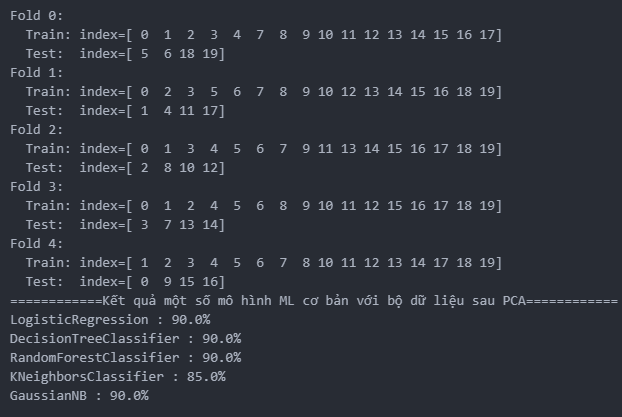 Fold 0:
  Train: index=[ 0  1  2  3  4  7  8  9 10 11 12 13 14 15 16 17]
  Test:  index=[ 5  6 18 19]
Fold 1:
  Train: index=[ 0  2  3  5  6  7  8  9 10 12 13 14 15 16 18 19]
  Test:  index=[ 1  4 11 17]
Fold 2:
  Train: index=[ 0  1  3  4  5  6  7  9 11 13 14 15 16 17 18 19]
  Test:  index=[ 2  8 10 12]
Fold 3:
  Train: index=[ 0  1  2  4  5  6  8  9 10 11 12 15 16 17 18 19]
  Test:  index=[ 3  7 13 14]
Fold 4:
  Train: index=[ 1  2  3  4  5  6  7  8 10 11 12 13 14 17 18 19]
  Test:  index=[ 0  9 15 16]
============Kết quả một số mô hình ML cơ bản với bộ dữ liệu sau PCA============
LogisticRegression : 90.0%
DecisionTreeClassifier : 90.0%
RandomForestClassifier : 90.0%
KNeighborsClassifier : 85.0%
GaussianNB : 90.0%